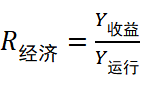 R经济 = Y收益 / Y运行